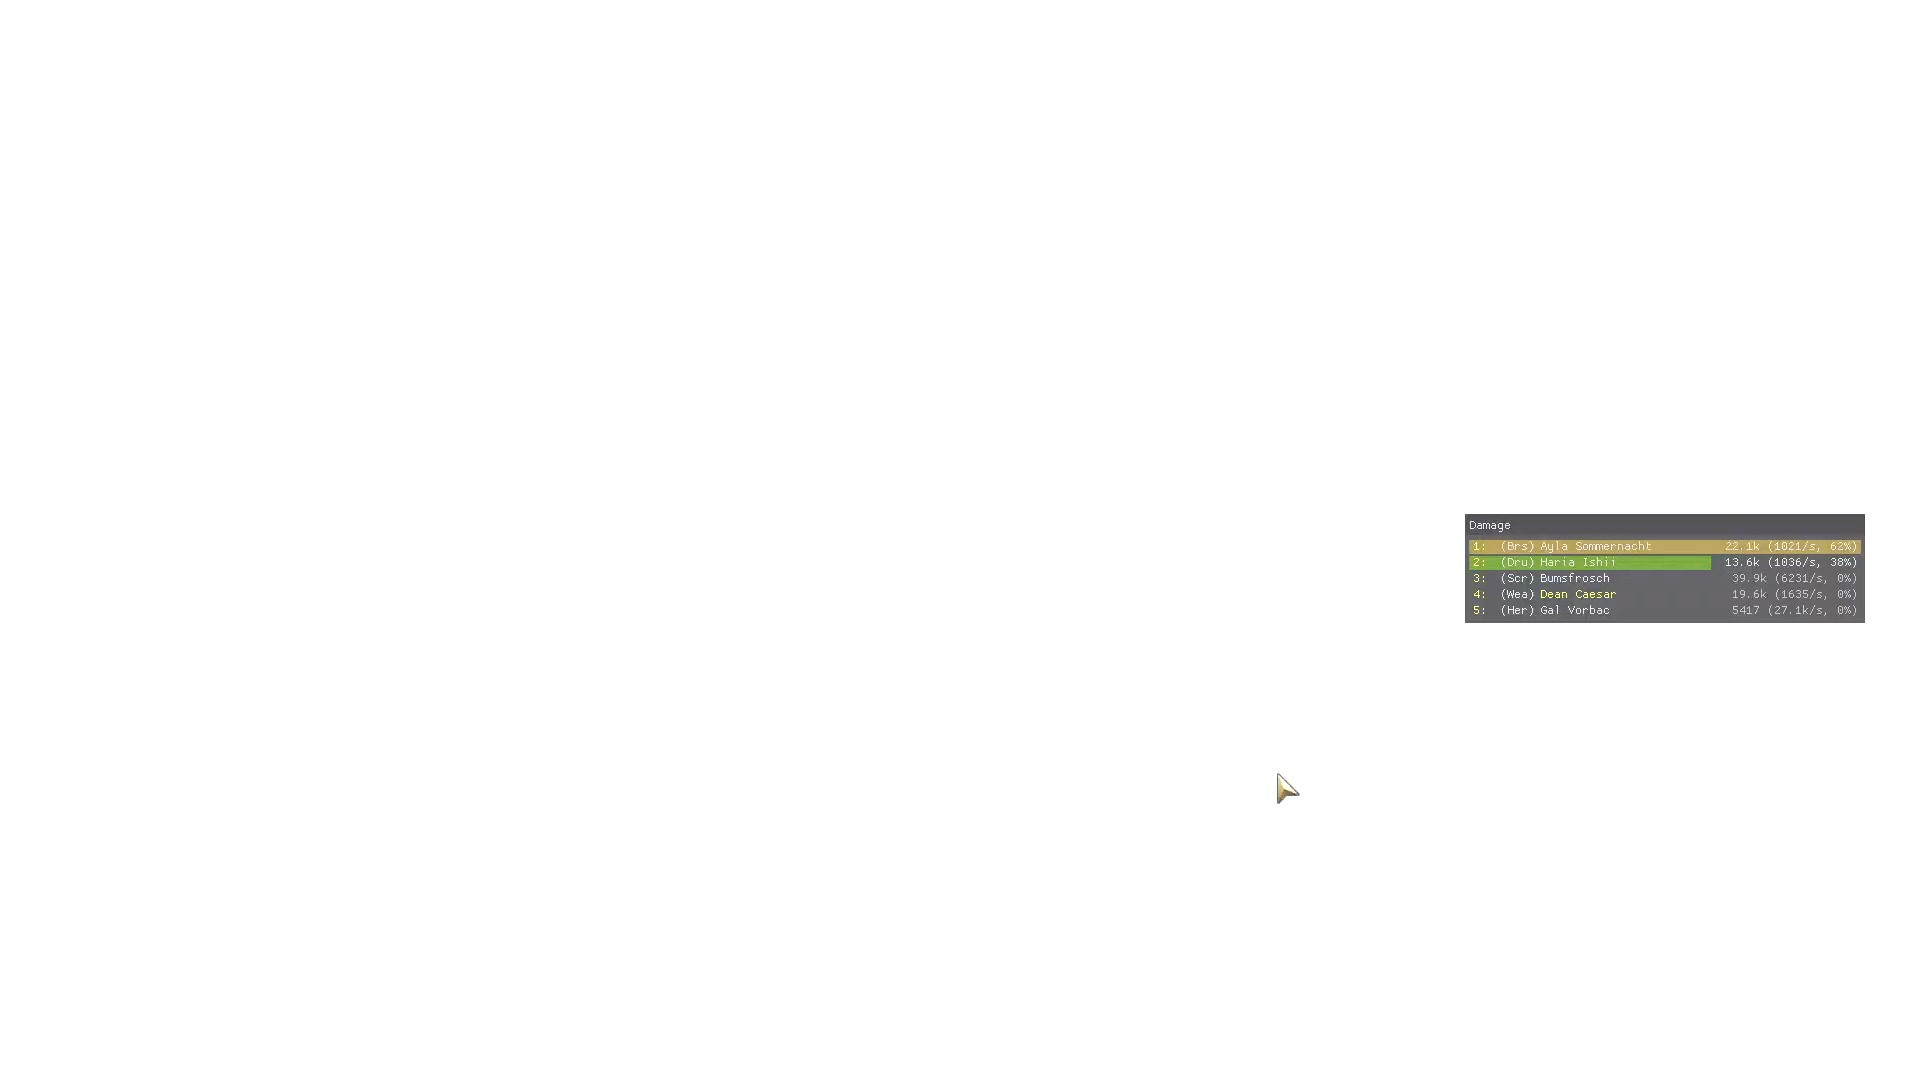 Damage
1: (Brs) Ayla Sommernacht 22.1k (1021/s, 62%)
2: (Dru) Haria Ishii 13.6k (1036/s, 38%)
3: (Scr) Bumsfrosch 39.9k (6231/s, 0%)
4: (Wea) Dean Caesar 19.6k (1635/s, 0%)
5: (Her) Gal Vorbac 5417 (27.1k/s, 0%)